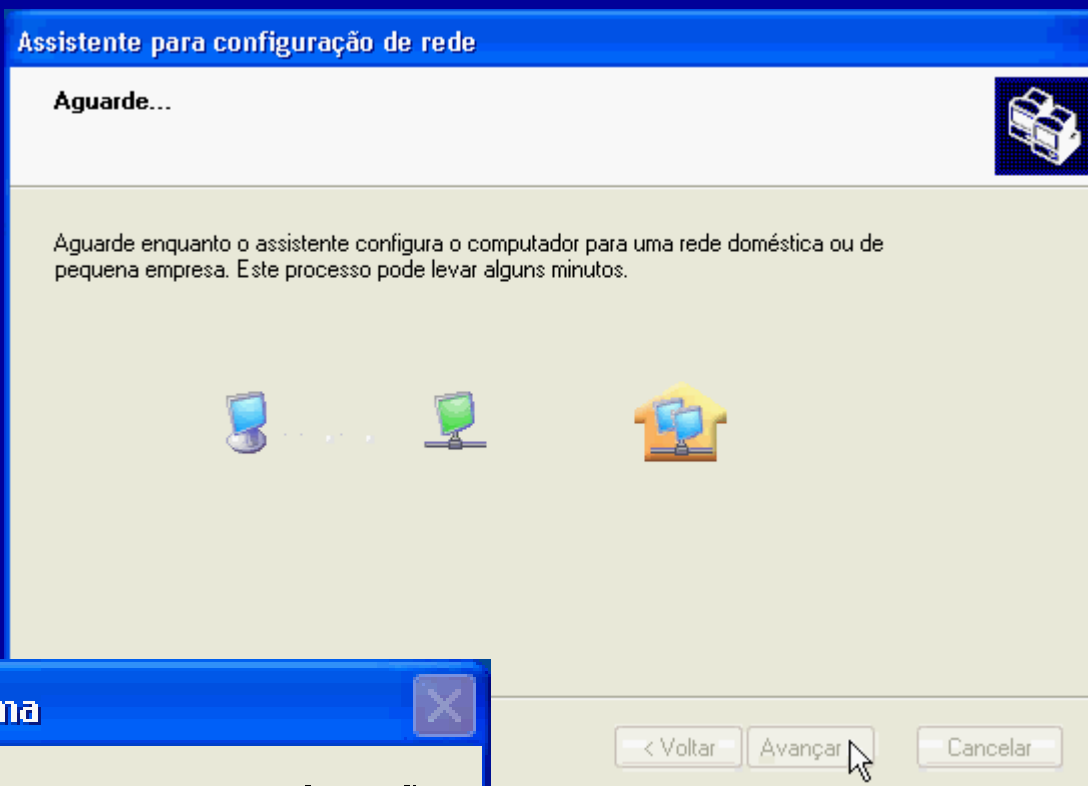 Assistente para configuração de rede
Aguarde...
Aguarde enquanto o assistente configura o computador para uma rede doméstica ou de
pequena empresa. Este processo pode levar alguns minutos.
ma
< Voltar
Avançar
Cancelar